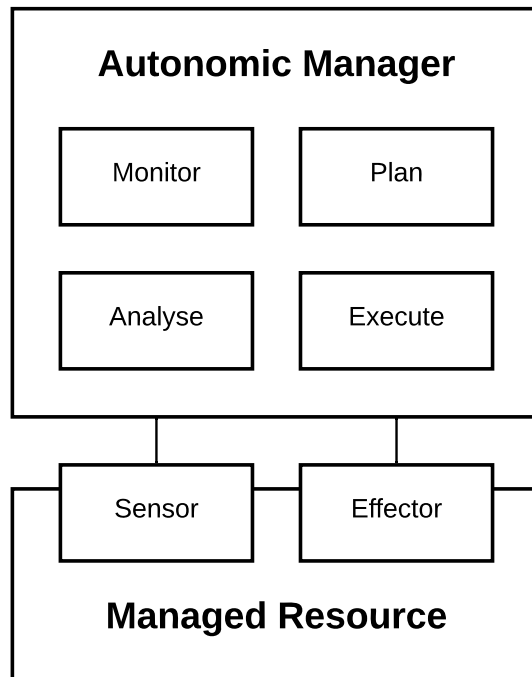 Autonomic Manager
Monitor
Plan
Analyse
Execute
Sensor
Effector
Managed Resource